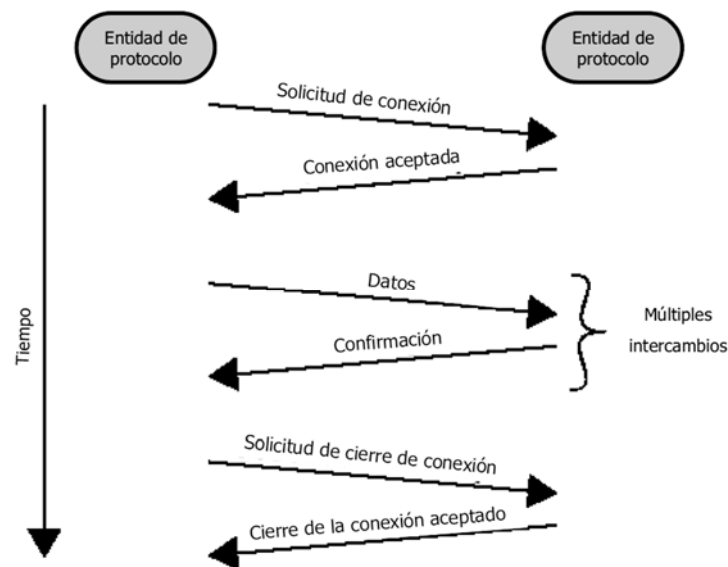 Entidad de
protocolo
Entidad de
protocolo
Solicitud de conexión
Conexión aceptada
Datos
Múltiples
intercambios
Tiempo
Confirmación
Solicitud de cierre de conexión
Cierre de la conexión aceptado